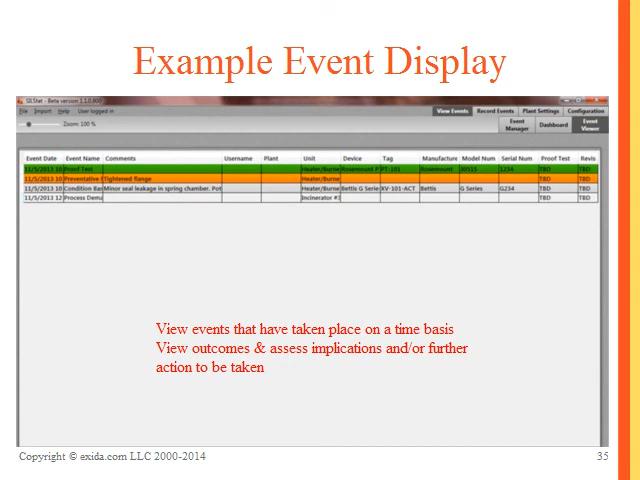 Example Event Display
SILStat - Beta version 1.1.0.800
File Import Help User logged in View Events Record Events Plant Settings Configuration
Zoom: 100 % Event Manager Dashboard Event Viewer
Event Date Event Name Comments Username Plant Unit Device Tag Manufacture Model Num Serial Num Proof Test Revis
11/5/2013 10 Proof Test Heater/Burne Rosemount P PT-101 Rosemount 3051S 1234 TBD TBD
11/5/2013 10 Preventative Tightened flange Heater/Burne TBD TBD
11/5/2013 10 Condition Bas Minor seal leakage in spring chamber. Pot Heater/Burne Bettis G Serie XV-101-ACT Bettis G Series G234 TBD TBD
11/5/2013 12 Process Dema Incinerator #3 TBD TBD
View events that have taken place on a time basis
View outcomes & assess implications and/or further
action to be taken
Copyright © exida.com LLC 2000-2014 35